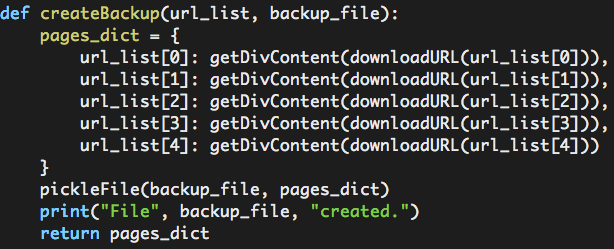 def createBackup(url_list, backup_file):
    pages_dict = {
        url_list[0]: getDivContent(downloadURL(url_list[0])),
        url_list[1]: getDivContent(downloadURL(url_list[1])),
        url_list[2]: getDivContent(downloadURL(url_list[2])),
        url_list[3]: getDivContent(downloadURL(url_list[3])),
        url_list[4]: getDivContent(downloadURL(url_list[4]))
    }
    pickleFile(backup_file, pages_dict)
    print("File", backup_file, "created.")
    return pages_dict